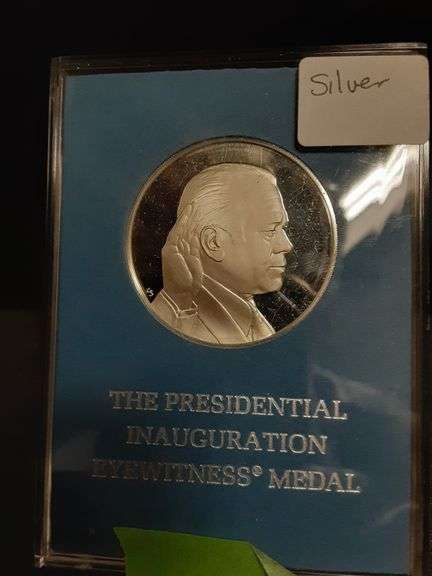 Silver
THE PRESIDENTIAL
INAUGURATION
EYEWITNESS® MEDAL